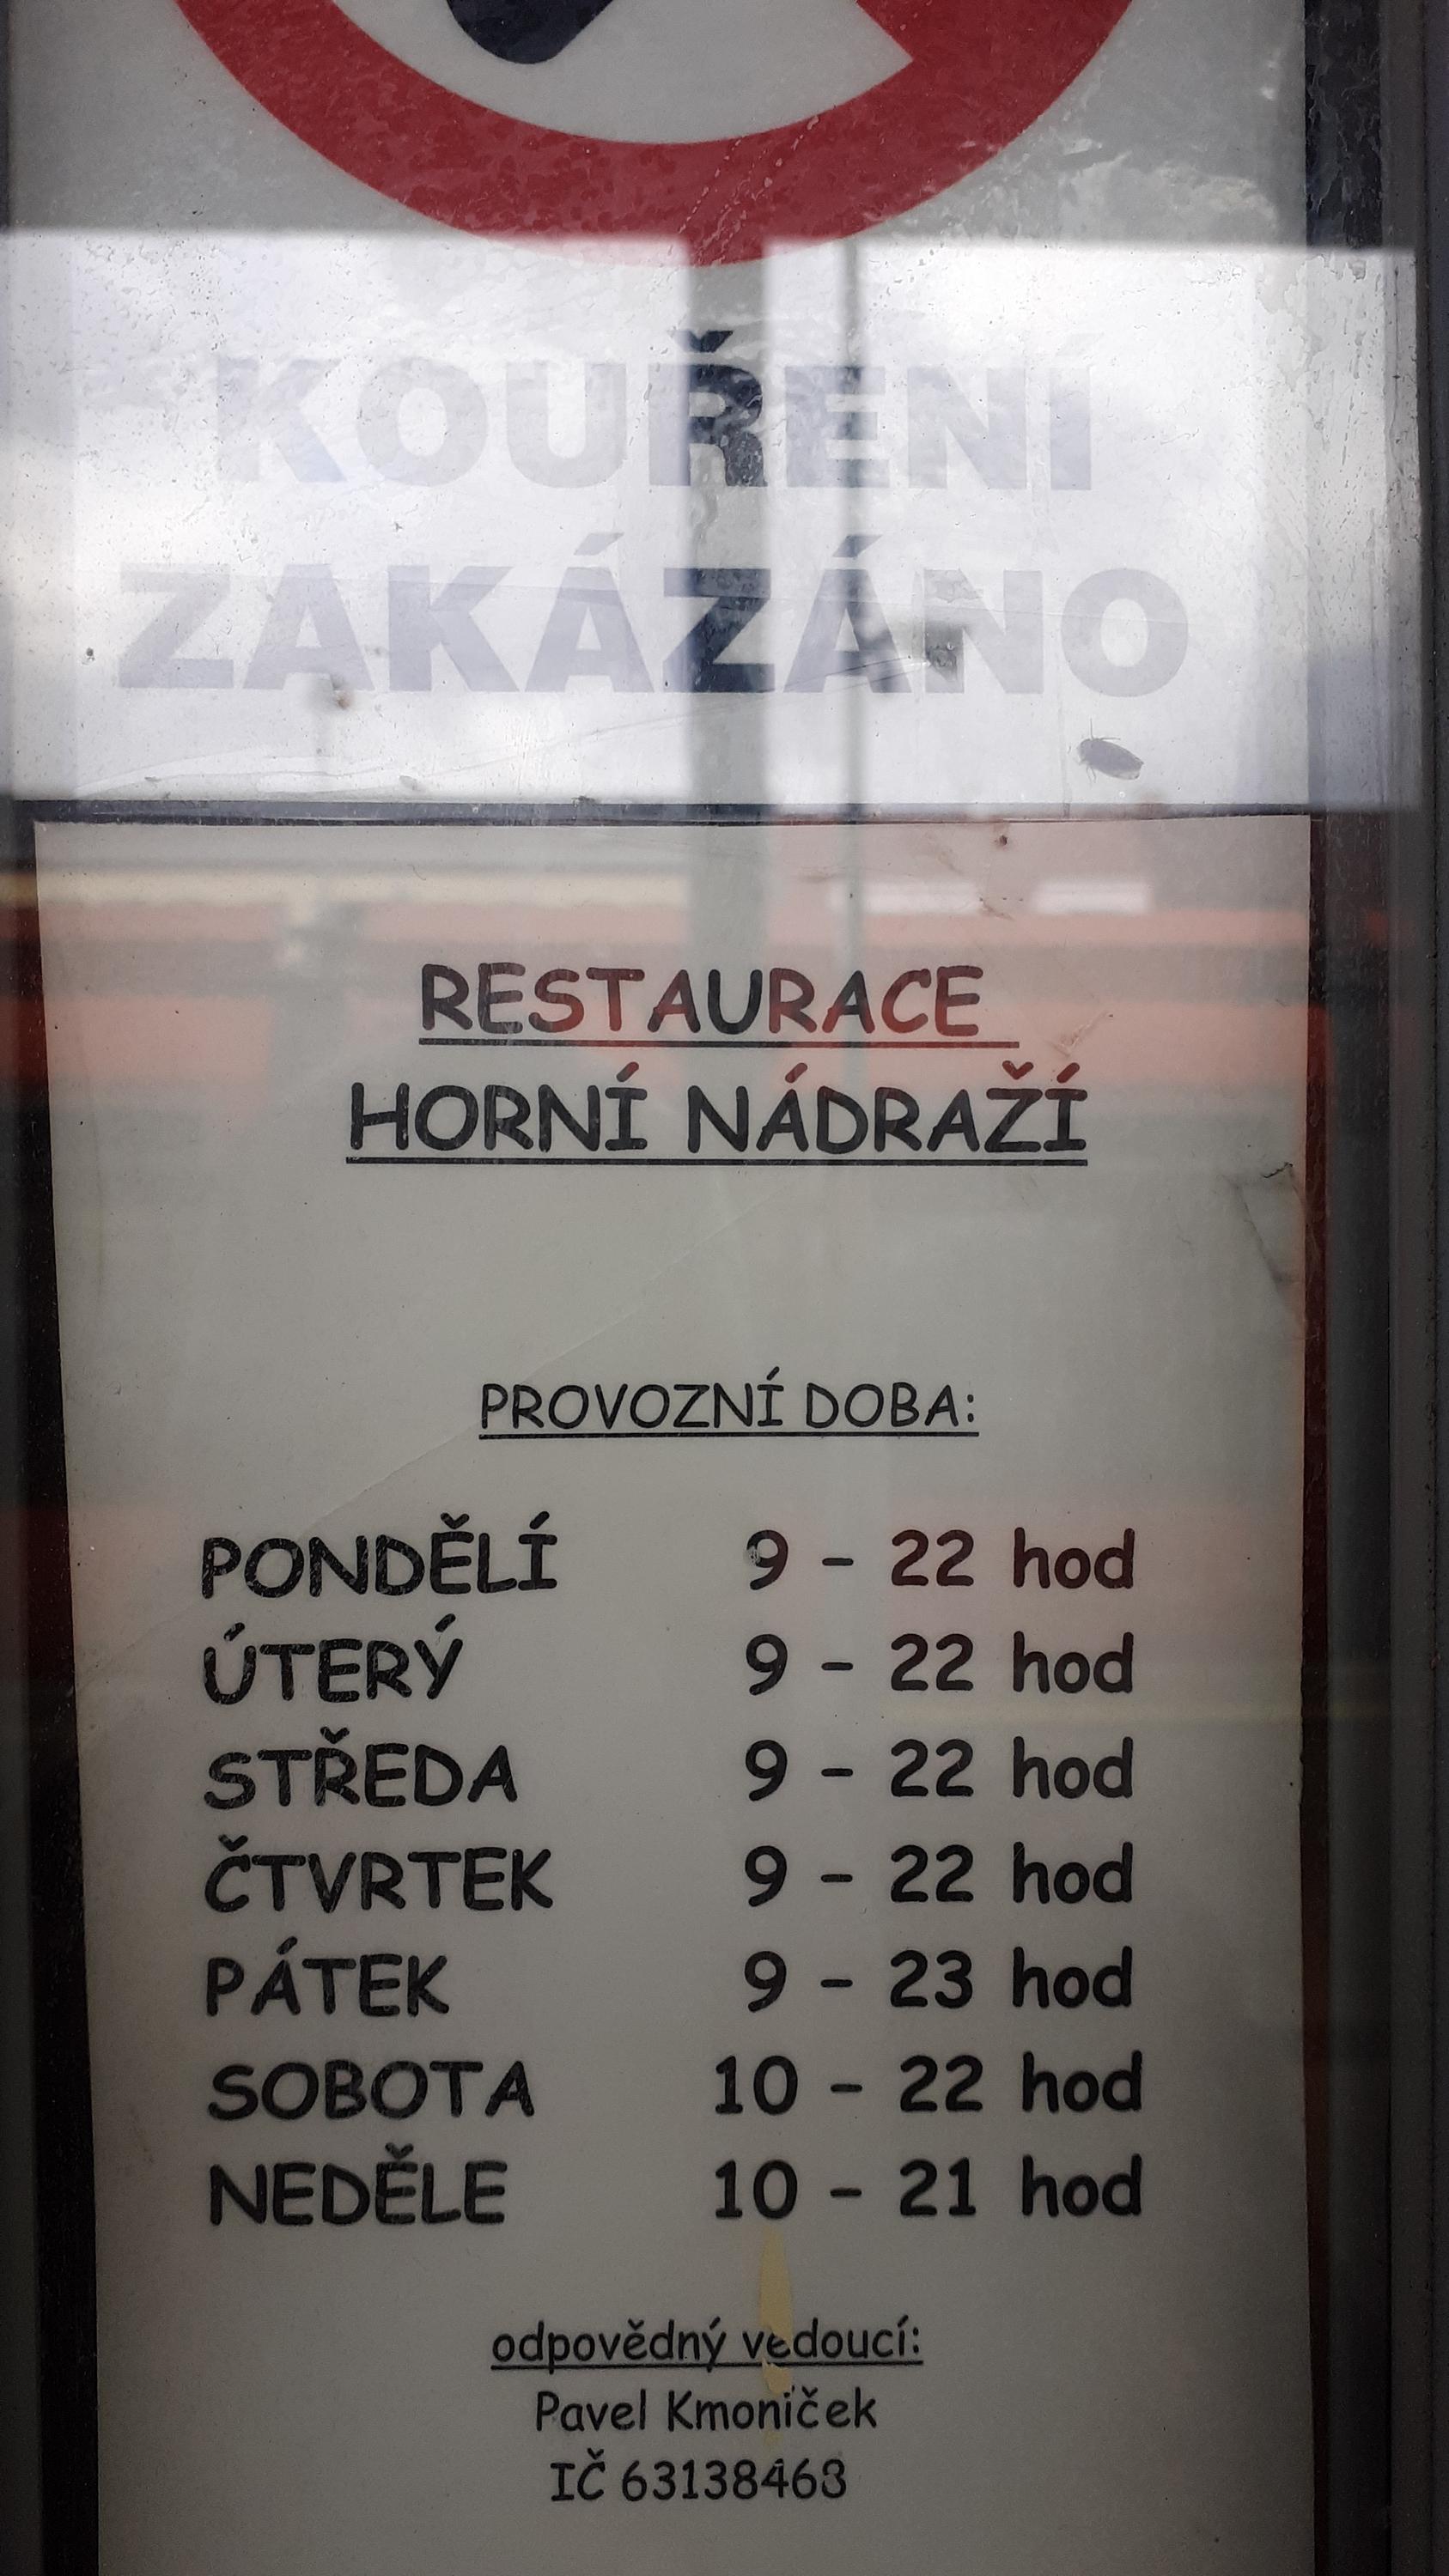 KOUŘENÍ
ZAKÁZÁNO
RESTAURACE
HORNÍ NÁDRAŽÍ
PROVOZNÍ DOBA:
PONDĚLÍ 9 - 22 hod
ÚTERÝ 9 - 22 hod
STŘEDA 9 - 22 hod
ČTVRTEK 9 - 22 hod
PÁTEK 9 - 23 hod
SOBOTA 10 - 22 hod
NEDĚLE 10 - 21 hod
odpovědný vedoucí:
Pavel Kmoníček
IČ 63138468